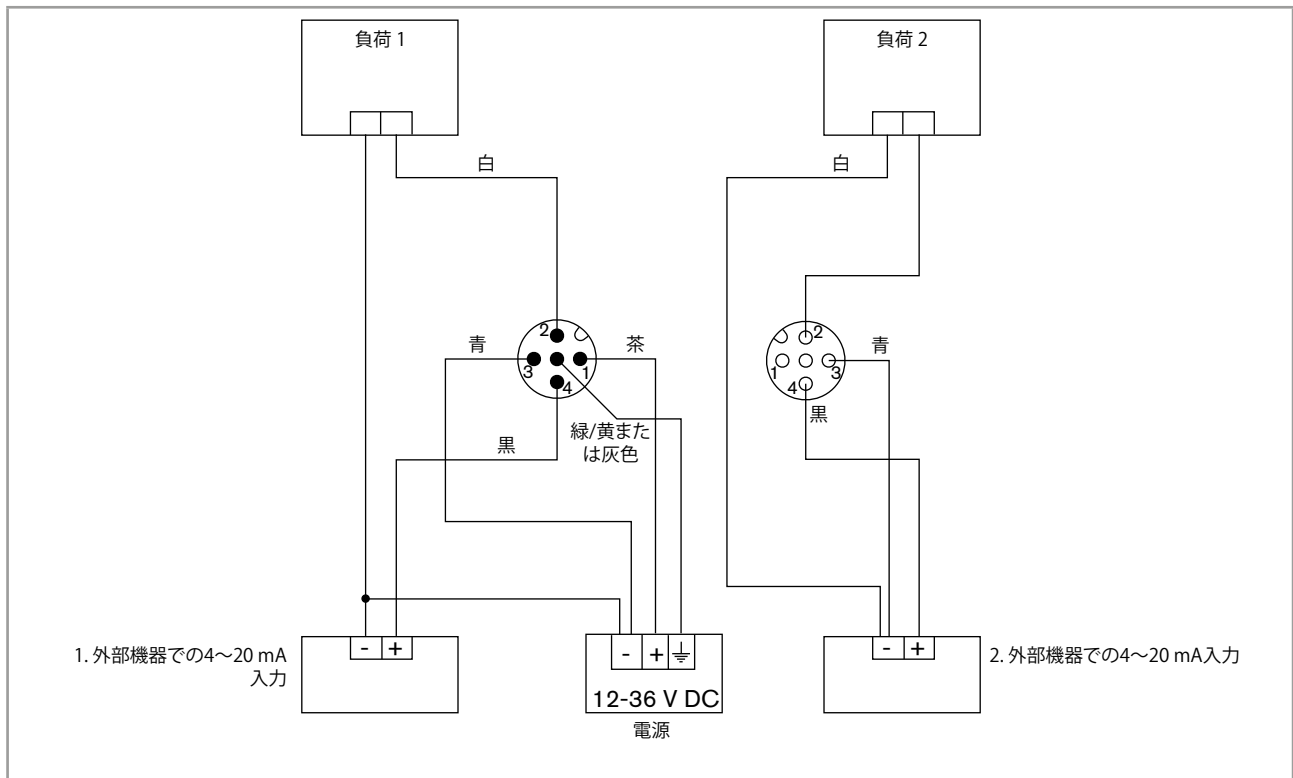 負荷 1
負荷 2
白
白
2
青
茶
3
1
4
緑/黄また
は灰色
黒
2
青
1
3
4
黒
1. 外部機器での4〜20 mA
入力
- +
- +
12-36 V DC
電源
- +
2. 外部機器での4〜20 mA入力